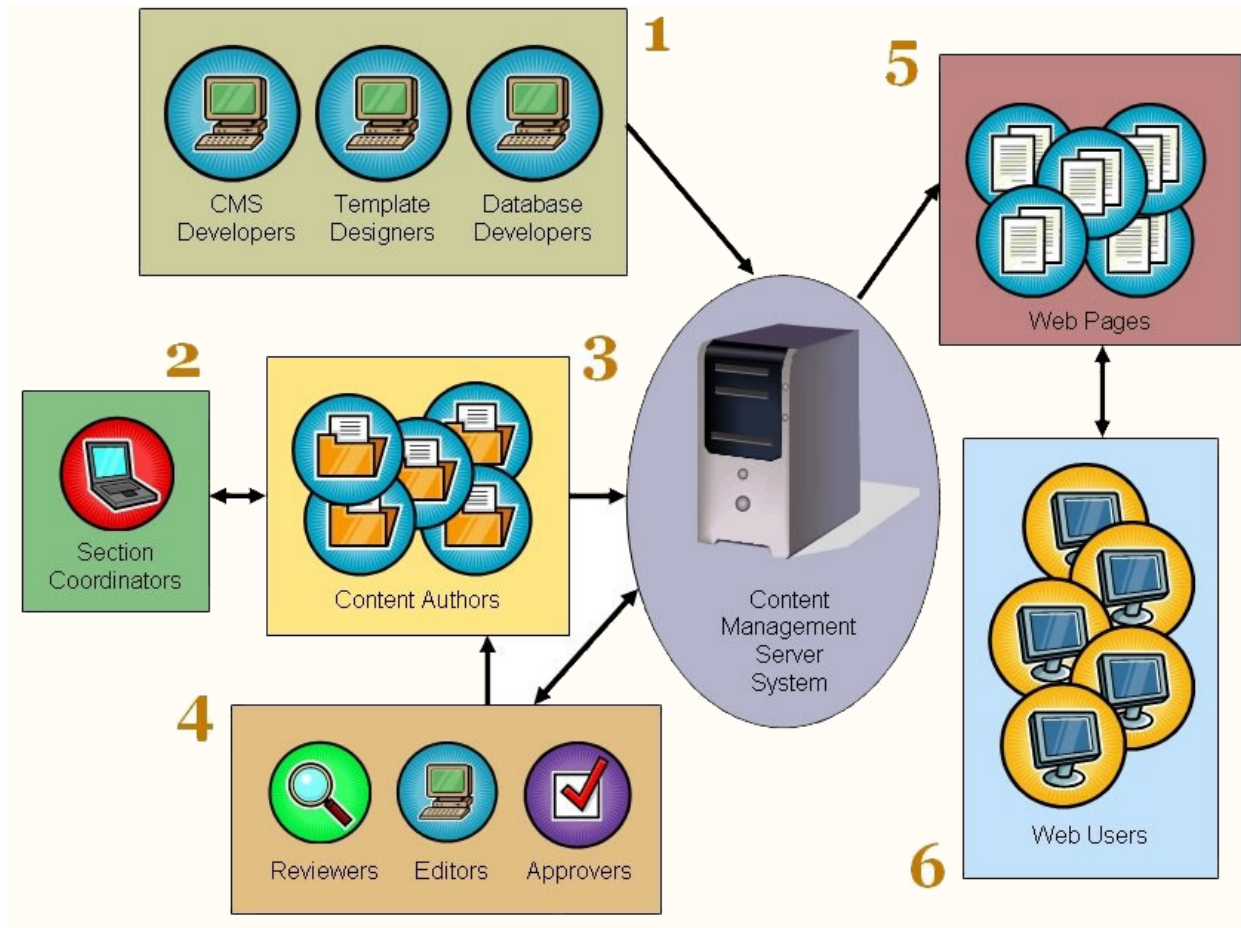 1
CMS
Developers
Template
Designers
Database
Developers
2
Section
Coordinators
3
Content Authors
Content
Management
Server
System
4
Reviewers
Editors
Approvers
5
Web Pages
6
Web Users